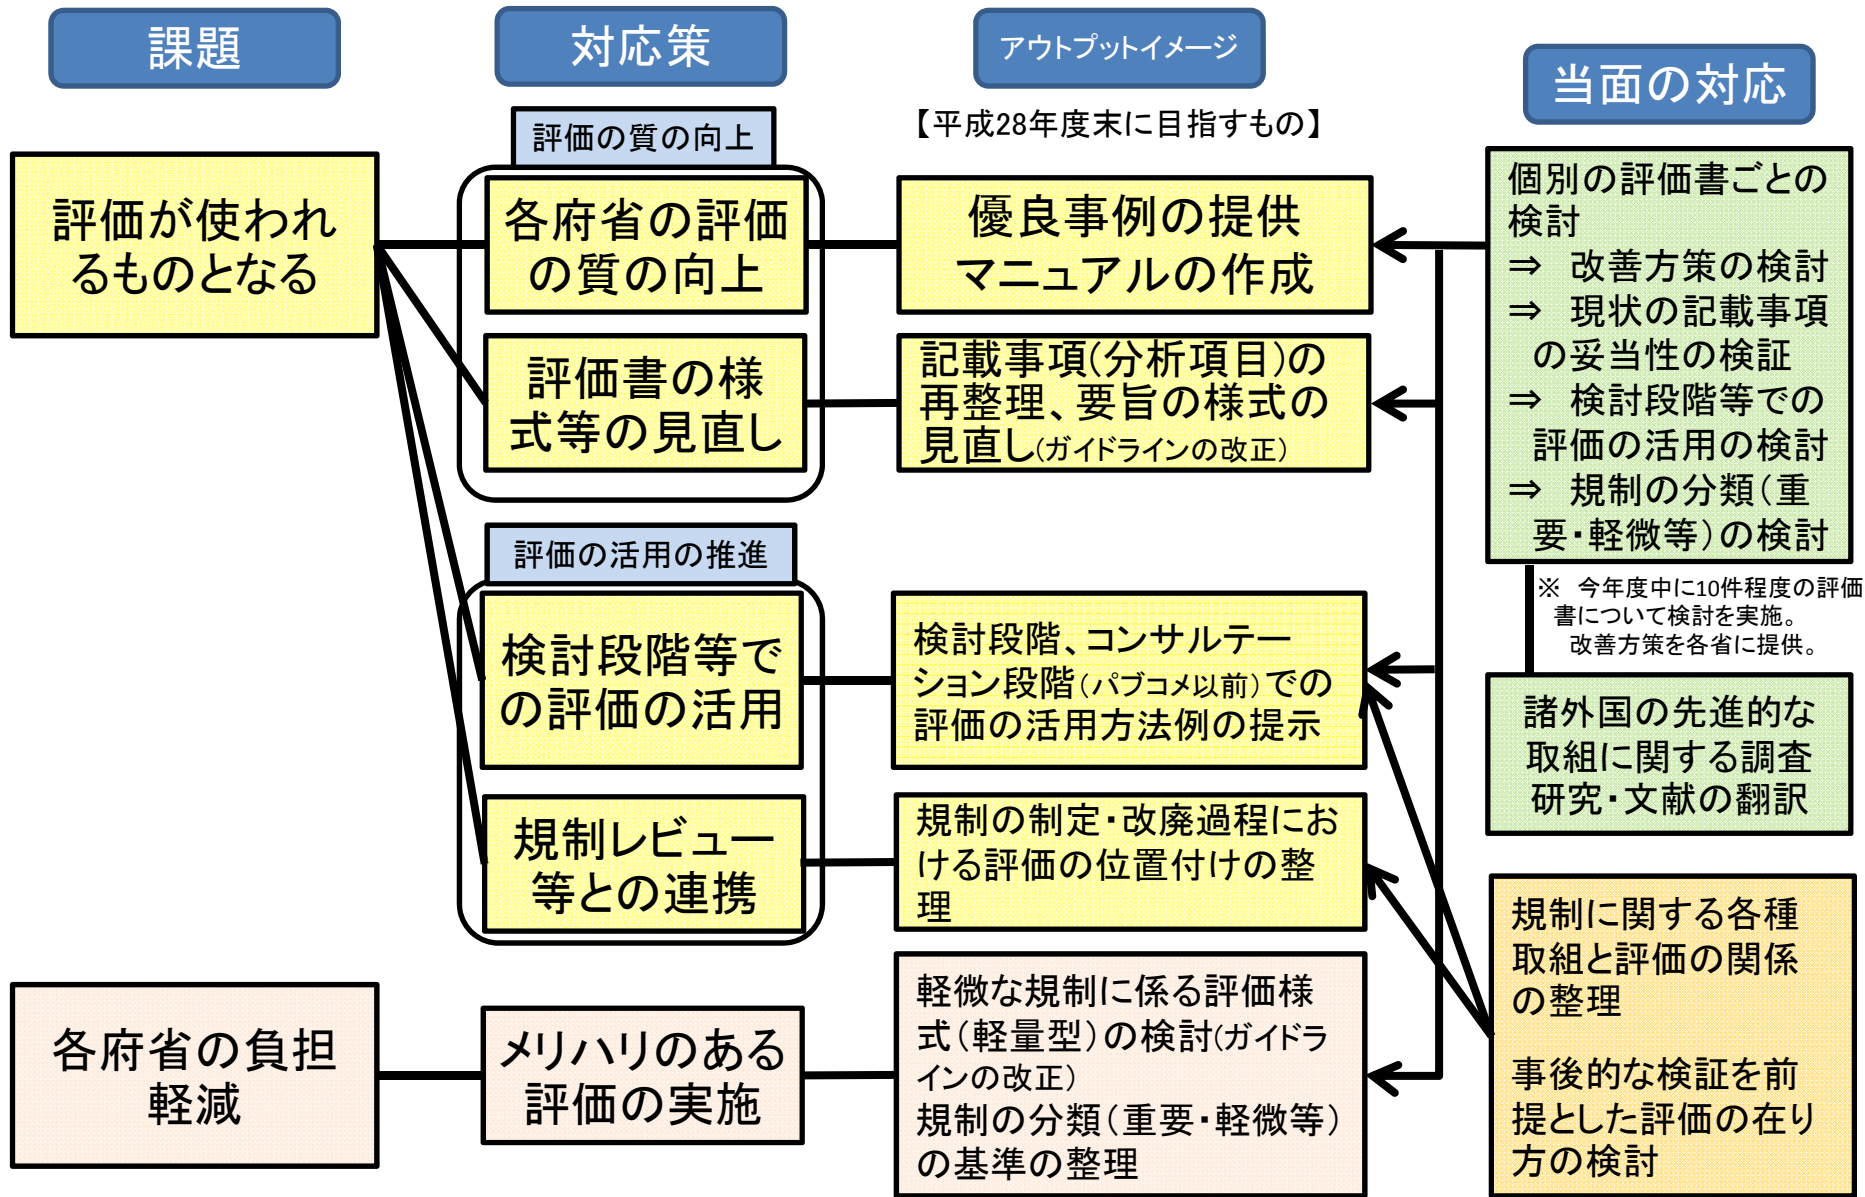 課題
対応策
アウトプットイメージ
当面の対応
【平成28年度末に目指すもの】
評価の質の向上
評価が使われ
るものとなる
各府省の評価
の質の向上
優良事例の提供
マニュアルの作成
評価書の様
式等の見直し
記載事項(分析項目)の
再整理、要旨の様式の
見直し(ガイドラインの改正)
個別の評価書ごとの
検討
⇒ 改善方策の検討
⇒ 現状の記載事項
の妥当性の検証
⇒ 検討段階等での
評価の活用の検討
⇒ 規制の分類(重
要・軽微等)の検討
※ 今年度中に10件程度の評価
書について検討を実施。
改善方策を各省に提供。
評価の活用の推進
検討段階等で
の評価の活用
検討段階、コンサルテー
ション段階(パブコメ以前)での
評価の活用方法例の提示
諸外国の先進的な
取組に関する調査
研究・文献の翻訳
規制レビュー
等との連携
規制の制定・改廃過程にお
ける評価の位置付けの整
理
規制に関する各種
取組と評価の関係
の整理
事後的な検証を前
提とした評価の在り
方の検討
各府省の負担
軽減
メリハリのある
評価の実施
軽微な規制に係る評価様
式(軽量型)の検討(ガイドラ
インの改正)
規制の分類(重要・軽微等)
の基準の整理